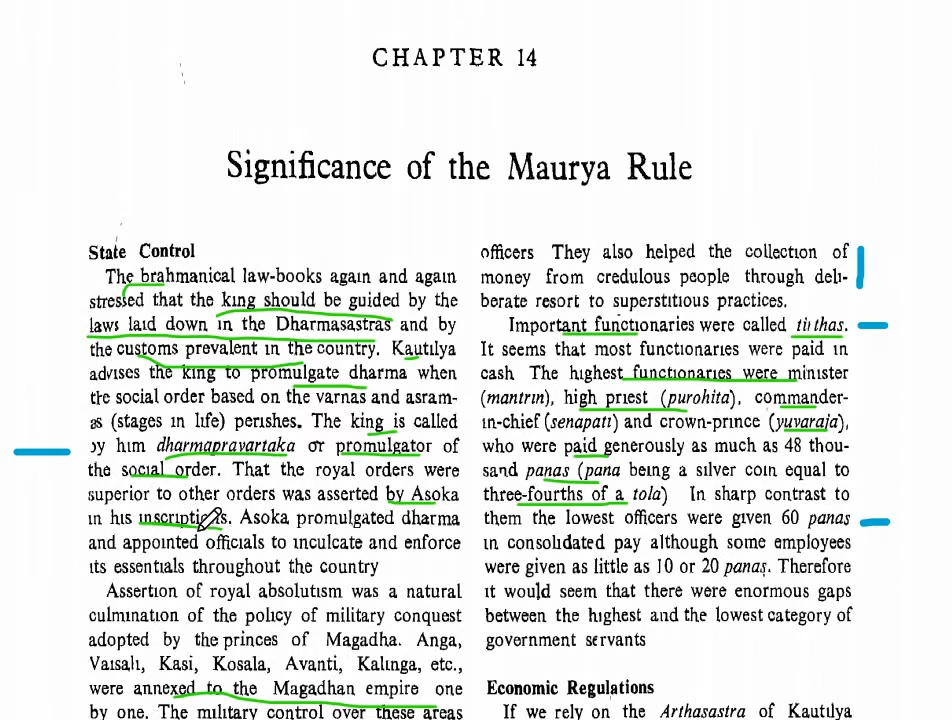 CHAPTER 14
Significance of the Maurya Rule
State Control
The brahmanical law-books again and again
stressed that the king should be guided by the
laws laid down in the Dharmasastras and by
the customs prevalent in the country. Kautilya
advises the king to promulgate dharma when
the social order based on the varnas and asram-
as (stages in life) perishes. The king is called
by him dharmapravartaka or promulgator of
the social order. That the royal orders were
superior to other orders was asserted by Asoka
in his inscriptions. Asoka promulgated dharma
and appointed officials to inculcate and enforce
its essentials throughout the country
Assertion of royal absolutism was a natural
culmination of the policy of military conquest
adopted by the princes of Magadha. Anga,
Vaisali, Kasi, Kosala, Avanti, Kalinga, etc.,
were annexed to the Magadhan empire one
by one. The military control over these areas
officers They also helped the collection of
money from credulous people through deli-
berate resort to superstitious practices.
Important functionaries were called tirthas.
It seems that most functionaries were paid in
cash The highest functionaries were minister
(mantrin), high priest (purohita), commander-
in-chief (senapati) and crown-prince (yuvaraja),
who were paid generously as much as 48 thou-
sand panas (pana being a silver coin equal to
three-fourths of a tola) In sharp contrast to
them the lowest officers were given 60 panas
in consolidated pay although some employees
were given as little as 10 or 20 panas. Therefore
it would seem that there were enormous gaps
between the highest and the lowest category of
government servants
Economic Regulations
If we rely on the Arthasastra of Kautilya